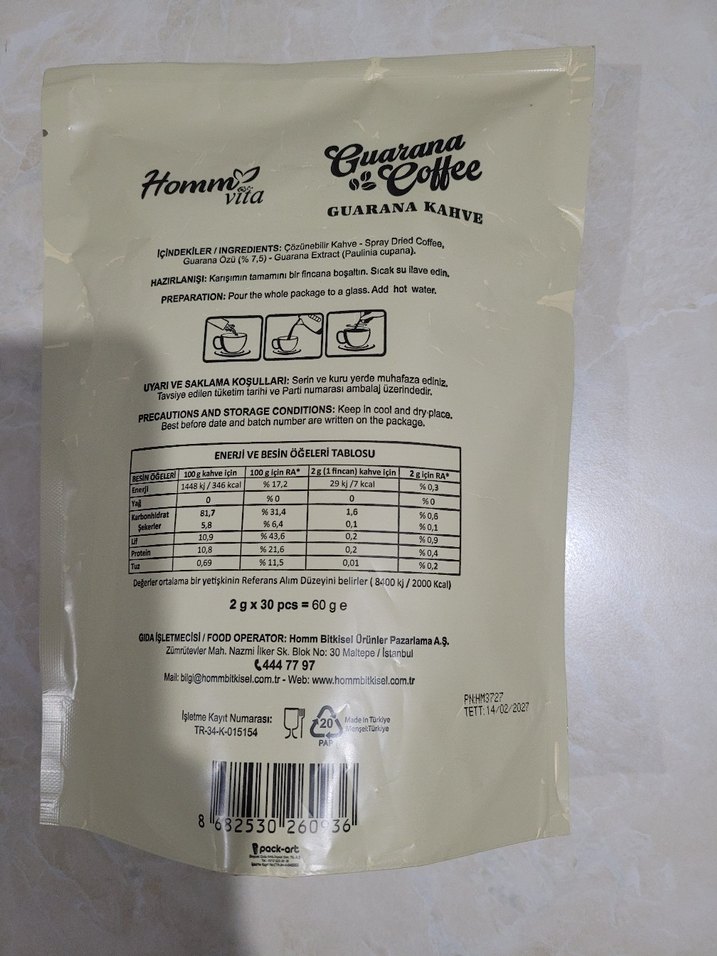 Homm vita
Guarana
Coffee
GUARANA KAHVE
İÇİNDEKİLER / INGREDIENTS: Çözünebilir Kahve - Spray Dried Coffee,
Guarana Özü (% 7,5) - Guarana Extract (Paulinia cupana).
HAZIRLANIŞI: Karışımın tamamını bir fincana boşaltın. Sıcak su ilave edin.
PREPARATION: Pour the whole package to a glass. Add hot water.
UYARI VE SAKLAMA KOŞULLARI: Serin ve kuru yerde muhafaza ediniz.
Tavsiye edilen tüketim tarihi ve Parti numarası ambalaj üzerindedir.
PRECAUTIONS AND STORAGE CONDITIONS: Keep in cool and dry place.
Best before date and batch number are written on the package.
ENERJİ VE BESİN ÖĞELERİ TABLOSU
BESİN ÖĞELERİ 100 g kahve için 100 g için RA* 2 g (1 fincan) kahve için 2 g için RA*
Enerji 1448 kj / 346 kcal % 17,2 29 kj /7 kcal % 0,3
Yağ 0 % 0 0 % 0
Karbonhidrat 81,7 % 31,4 1,6 % 0,6
Şekerler 5,8 % 6,4 0,1 % 0,1
Lif 10,9 % 43,6 0,2 % 0,9
Protein 10,8 % 21,6 0,2 % 0,4
Tuz 0,69 % 11,5 0,01 % 0,2
Değerler ortalama bir yetişkinin Referans Alım Düzeyini belirler ( 8400 kj / 2000 Kcal)
2 g x 30 pcs = 60 g e
GIDA İŞLETMECİSİ / FOOD OPERATOR: Homm Bitkisel Ürünler Pazarlama A.Ş.
Zümrütevler Mah. Nazmi İlker Sk. Blok No: 30 Maltepe / İstanbul
444 77 97
Mail: bilgi@hommbitkisel.com.tr - Web: www.hommbitkisel.com.tr
PN:HM3727
TETT:14/02/2027
İşletme Kayıt Numarası:
TR-34-K-015154
20
PAP
Made in Türkiye
Menşei:Türkiye
8 682530 260936
pack-art